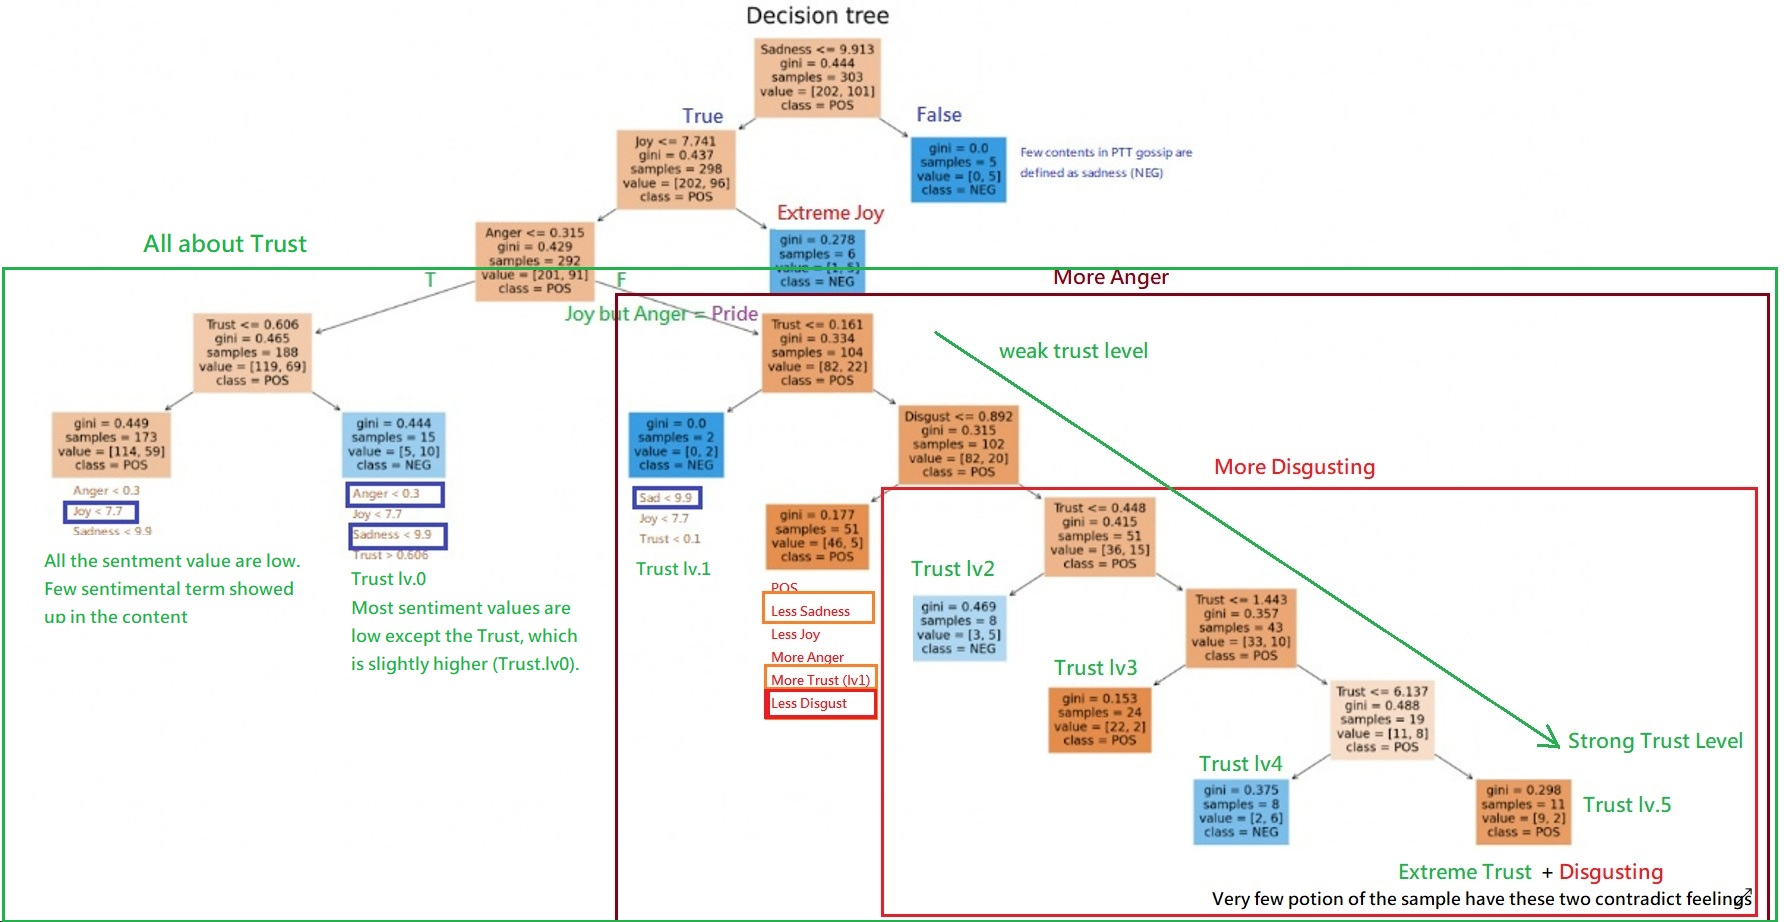 Decision tree
Sadness <= 9.913
gini = 0.444
samples = 303
value = [202, 101]
class = POS
True
False
Joy <= 7.741
gini = 0.437
samples = 298
value = [202, 96]
class = POS
gini = 0.0
samples = 5
value = [0, 5]
class = NEG
Few contents in PTT gossip are
defined as sadness (NEG)
Extreme Joy
All about Trust
Anger <= 0.315
gini = 0.429
samples = 292
value = [201, 91]
class = POS
gini = 0.278
samples = 6
value = [1, 5]
class = NEG
T
F
More Anger
Joy but Anger = Pride
Trust <= 0.606
gini = 0.465
samples = 188
value = [119, 69]
class = POS
Trust <= 0.161
gini = 0.334
samples = 104
value = [82, 22]
class = POS
weak trust level
gini = 0.449
samples = 173
value = [114, 59]
class = POS
gini = 0.444
samples = 15
value = [5, 10]
class = NEG
gini = 0.0
samples = 2
value = [0, 2]
class = NEG
Disgust <= 0.892
gini = 0.315
samples = 102
value = [82, 20]
class = POS
More Disgusting
Anger < 0.3
Joy < 7.7
Sadness < 9.9
All the sentment value are low.
Few sentimental term showed
up in the content
Anger < 0.3
Joy < 7.7
Sadness < 9.9
Trust > 0.606
Trust lv.0
Most sentiment values are
low except the Trust, which
is slightly higher (Trust.lv0).
Sad < 9.9
Joy < 7.7
Trust < 0.1
Trust lv.1
gini = 0.177
samples = 51
value = [46, 5]
class = POS
POS
Less Sadness
Less Joy
More Anger
More Trust (lv1)
Less Disgust
Trust <= 0.448
gini = 0.415
samples = 51
value = [36, 15]
class = POS
Trust lv2
gini = 0.469
samples = 8
value = [3, 5]
class = NEG
Trust <= 1.443
gini = 0.357
samples = 43
value = [33, 10]
class = POS
Trust lv3
gini = 0.153
samples = 24
value = [22, 2]
class = POS
Trust <= 6.137
gini = 0.488
samples = 19
value = [11, 8]
class = POS
Strong Trust Level
Trust lv4
gini = 0.375
samples = 8
value = [2, 6]
class = NEG
gini = 0.298
samples = 11
value = [9, 2]
class = POS
Trust lv.5
Extreme Trust + Disgusting
Very few potion of the sample have these two contradict feelings